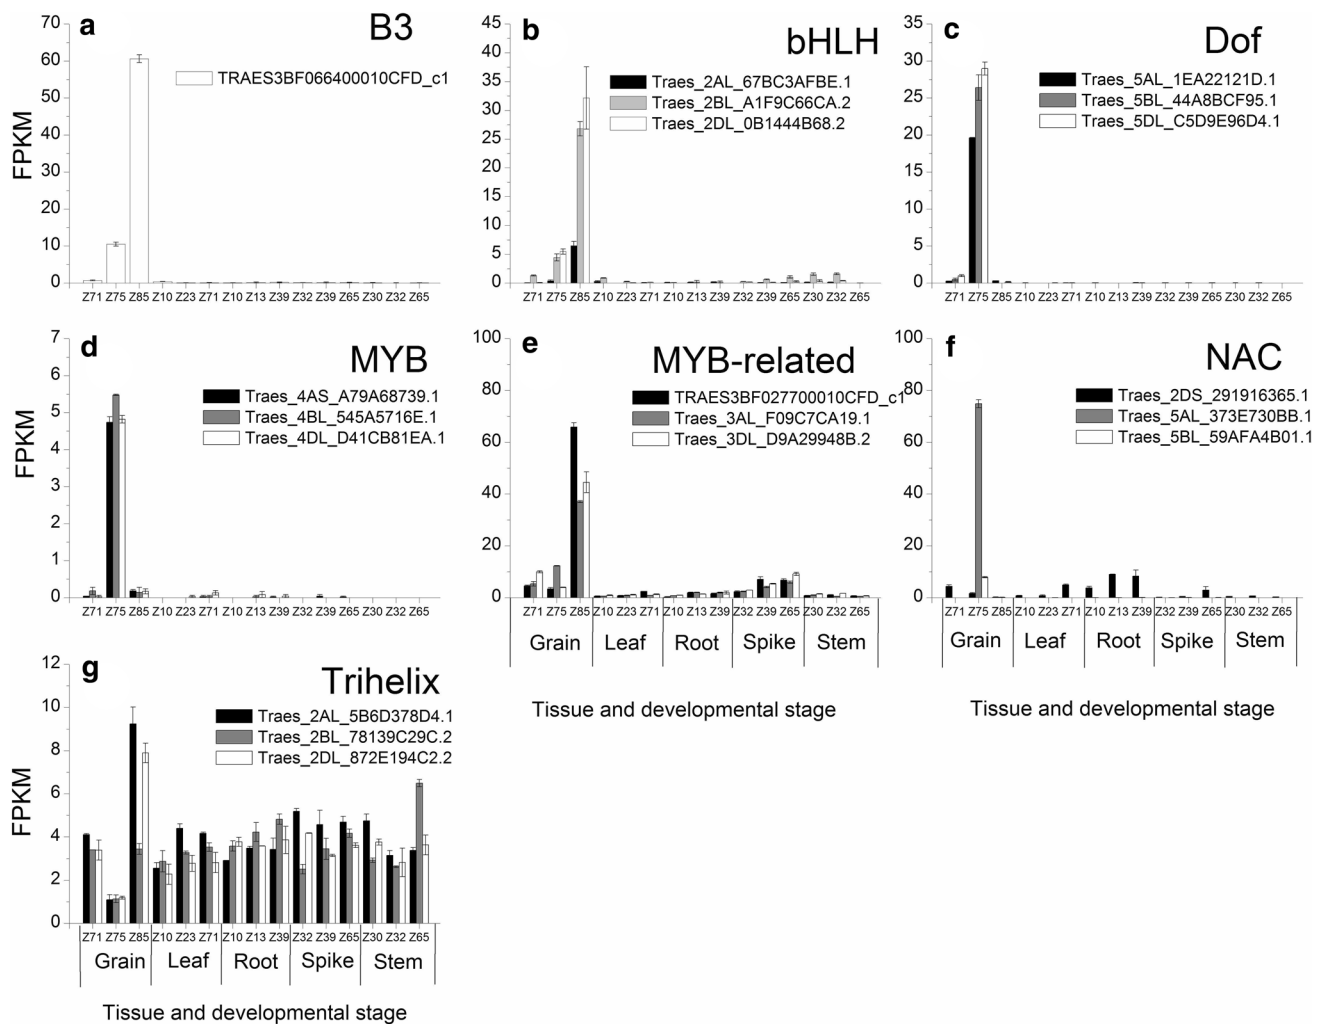 a
B3
TRAES3BF066400010CFD_c1
FPKM
70
60
50
40
30
20
10
0
Z71 Z75 Z85 Z10 Z23 Z71 Z10 Z13 Z39 Z32 Z39 Z65 Z30 Z32 Z65
b
bHLH
Traes_2AL_67BC3AFBE.1
Traes_2BL_A1F9C66CA.2
Traes_2DL_0B1444B68.2
45
40
35
30
25
20
15
10
5
0
Z71 Z75 Z85 Z10 Z23 Z71 Z10 Z13 Z39 Z32 Z39 Z65 Z30 Z32 Z65
c
Dof
Traes_5AL_1EA22121D.1
Traes_5BL_44A8BCF95.1
Traes_5DL_C5D9E96D4.1
35
30
25
20
15
10
5
0
Z71 Z75 Z85 Z10 Z23 Z71 Z10 Z13 Z39 Z32 Z39 Z65 Z30 Z32 Z65
d
MYB
Traes_4AS_A79A68739.1
Traes_4BL_545A5716E.1
Traes_4DL_D41CB81EA.1
FPKM
7
6
5
4
3
2
1
0
Z71 Z75 Z85 Z10 Z23 Z71 Z10 Z13 Z39 Z32 Z39 Z65 Z30 Z32 Z65
e
MYB-related
TRAES3BF027700010CFD_c1
Traes_3AL_F09C7CA19.1
Traes_3DL_D9A29948B.2
100
80
60
40
20
0
Z71 Z75 Z85 Z10 Z23 Z71 Z10 Z13 Z39 Z32 Z39 Z65 Z30 Z32 Z65
Grain Leaf Root Spike Stem
Tissue and developmental stage
f
NAC
Traes_2DS_291916365.1
Traes_5AL_373E730BB.1
Traes_5BL_59AFA4B01.1
100
80
60
40
20
0
Z71 Z75 Z85 Z10 Z23 Z71 Z10 Z13 Z39 Z32 Z39 Z65 Z30 Z32 Z65
Grain Leaf Root Spike Stem
Tissue and developmental stage
g
Trihelix
Traes_2AL_5B6D378D4.1
Traes_2BL_78139C29C.2
Traes_2DL_872E194C2.2
FPKM
12
10
8
6
4
2
0
Z71 Z75 Z85 Z10 Z23 Z71 Z10 Z13 Z39 Z32 Z39 Z65 Z30 Z32 Z65
Grain Leaf Root Spike Stem
Tissue and developmental stage